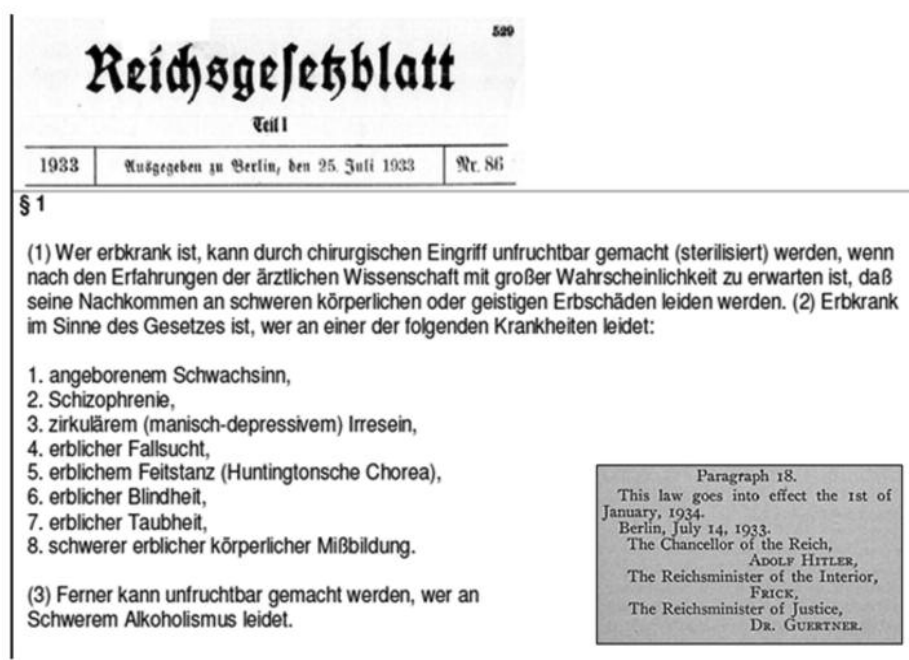 529
Reichsgesetzblatt
Teil I
1933 Ausgegeben zu Berlin, den 25. Juli 1933 Nr. 86
§ 1
(1) Wer erbkrank ist, kann durch chirurgischen Eingriff unfruchtbar gemacht (sterilisiert) werden, wenn
nach den Erfahrungen der ärztlichen Wissenschaft mit großer Wahrscheinlichkeit zu erwarten ist, daß
seine Nachkommen an schweren körperlichen oder geistigen Erbschäden leiden werden. (2) Erbkrank
im Sinne des Gesetzes ist, wer an einer der folgenden Krankheiten leidet:
1. angeborenem Schwachsinn,
2. Schizophrenie,
3. zirkulärem (manisch-depressivem) Irresein,
4. erblicher Fallsucht,
5. erblichem Feitstanz (Huntingtonsche Chorea),
6. erblicher Blindheit,
7. erblicher Taubheit,
8. schwerer erblicher körperlicher Mißbildung.
(3) Ferner kann unfruchtbar gemacht werden, wer an
Schwerem Alkoholismus leidet.
Paragraph 18.
This law goes into effect the 1st of
January, 1934.
Berlin, July 14, 1933.
The Chancellor of the Reich,
ADOLF HITLER,
The Reichsminister of the Interior,
FRICK,
The Reichsminister of Justice,
DR. GUERTNER.